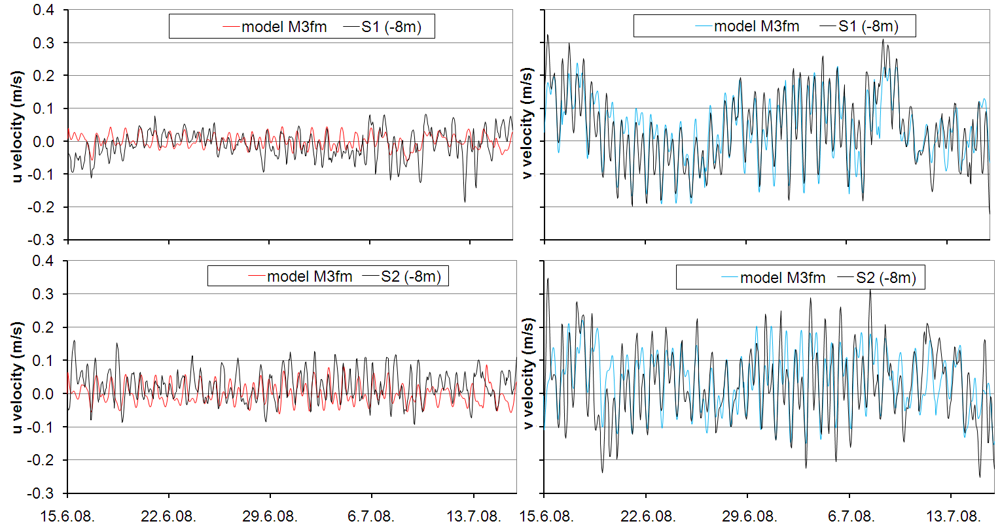 0.4
0.3
0.2
0.1
0.0
-0.1
-0.2
-0.3
u velocity (m/s)
model M3fm S1 (-8m)
v velocity (m/s)
model M3fm S1 (-8m)
0.4
0.3
0.2
0.1
0.0
-0.1
-0.2
-0.3
u velocity (m/s)
model M3fm S2 (-8m)
v velocity (m/s)
model M3fm S2 (-8m)
15.6.08. 22.6.08. 29.6.08. 6.7.08. 13.7.08. 15.6.08. 22.6.08. 29.6.08. 6.7.08. 13.7.08.